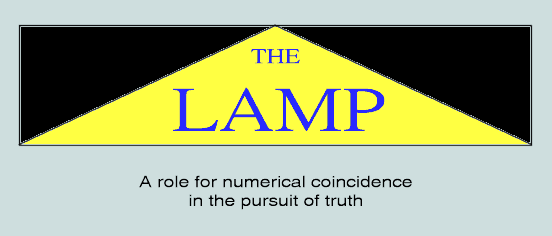 THE
LAMP
A role for numerical coincidence
in the pursuit of truth